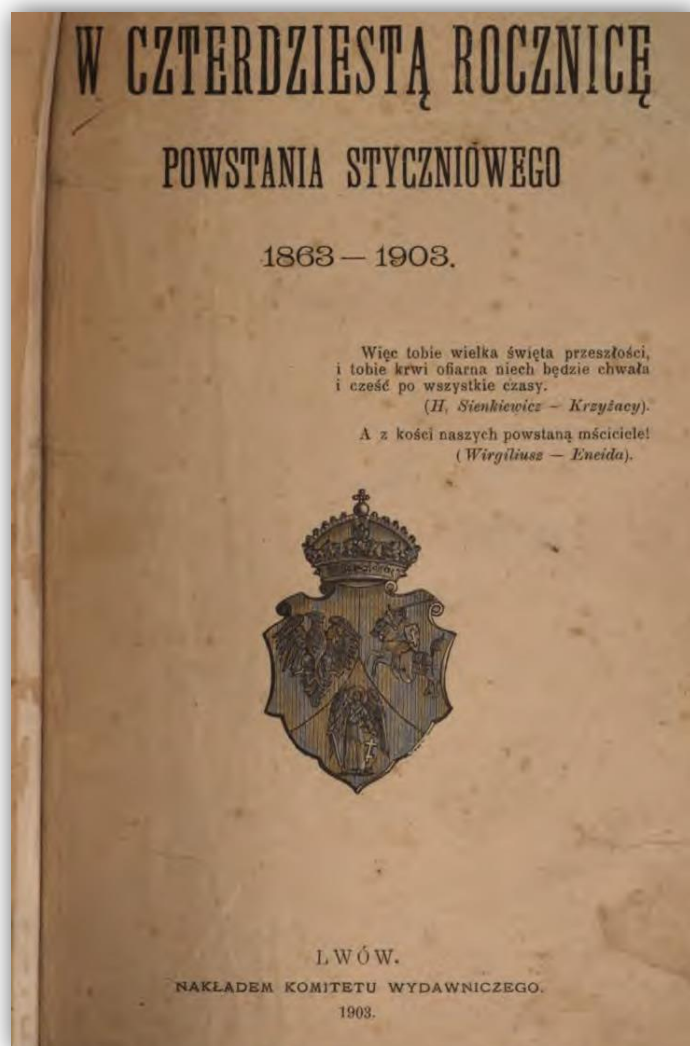 W CZTERDZIESTĄ ROCZNICĘ
POWSTANIA STYCZNIOWEGO
1863 — 1903.
Więc tobie wielka święta przeszłości,
i tobie krwi ofiarna niech będzie chwała
i cześć po wszystkie czasy.
(H. Sienkiewicz — Krzyżacy).
A z kości naszych powstaną mściciele!
(Wirgiliusz — Eneida).
LWÓW.
NAKŁADEM KOMITETU WYDAWNICZEGO.
1903.